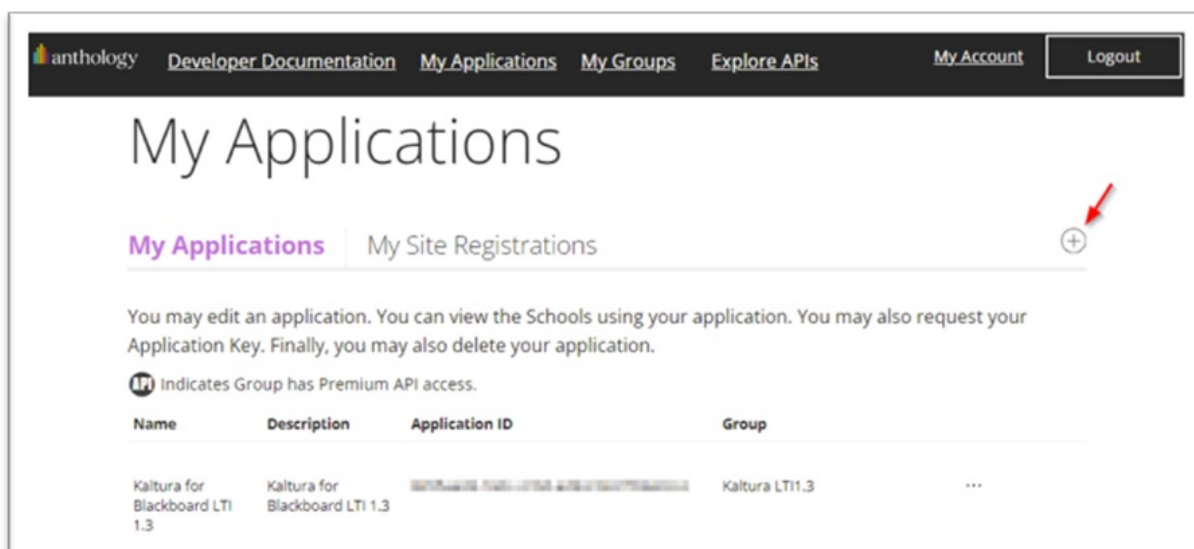 anthology Developer Documentation My Applications My Groups Explore APIs My Account Logout
My Applications
My Applications My Site Registrations
You may edit an application. You can view the Schools using your application. You may also request your
Application Key. Finally, you may also delete your application.
API Indicates Group has Premium API access.
Name Description Application ID Group
Kaltura for Kaltura for Kaltura LTI1.3 ...
Blackboard LTI Blackboard LTI 1.3
1.3